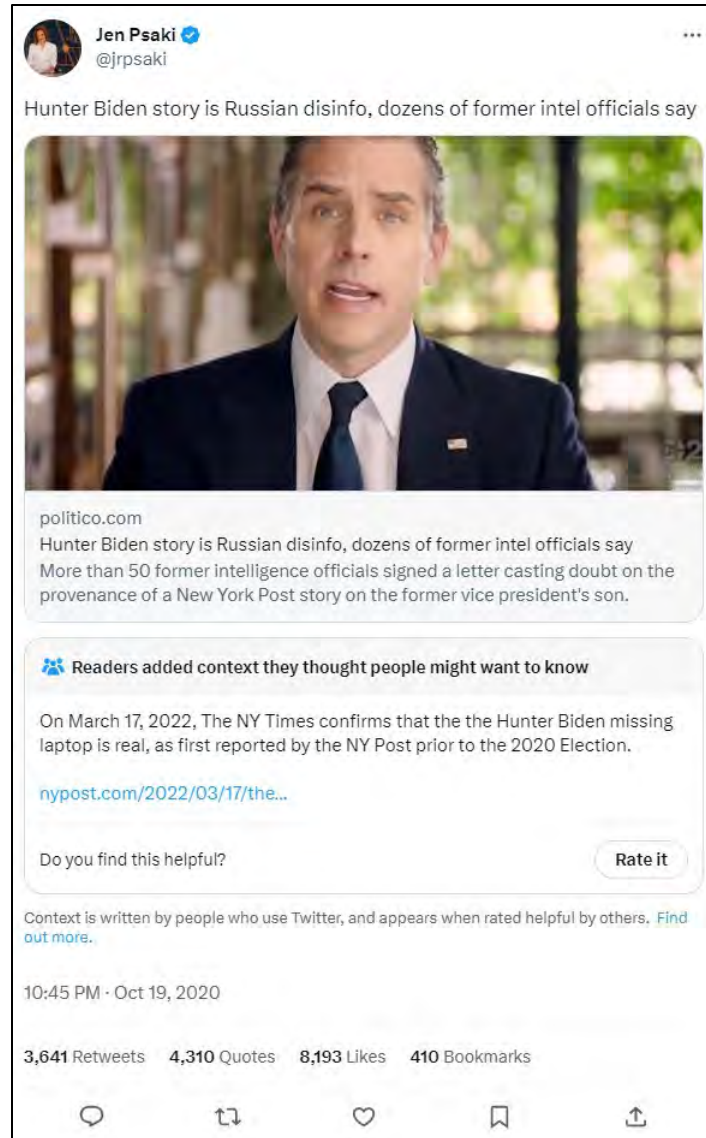 Jen Psaki
@jrpsaki
Hunter Biden story is Russian disinfo, dozens of former intel officials say
politico.com
Hunter Biden story is Russian disinfo, dozens of former intel officials say
More than 50 former intelligence officials signed a letter casting doubt on the
provenance of a New York Post story on the former vice president's son.
Readers added context they thought people might want to know
On March 17, 2022, The NY Times confirms that the the Hunter Biden missing
laptop is real, as first reported by the NY Post prior to the 2020 Election.
nypost.com/2022/03/17/the...
Do you find this helpful?
Rate it
Context is written by people who use Twitter, and appears when rated helpful by others. Find
out more.
10:45 PM · Oct 19, 2020
3,641 Retweets 4,310 Quotes 8,193 Likes 410 Bookmarks